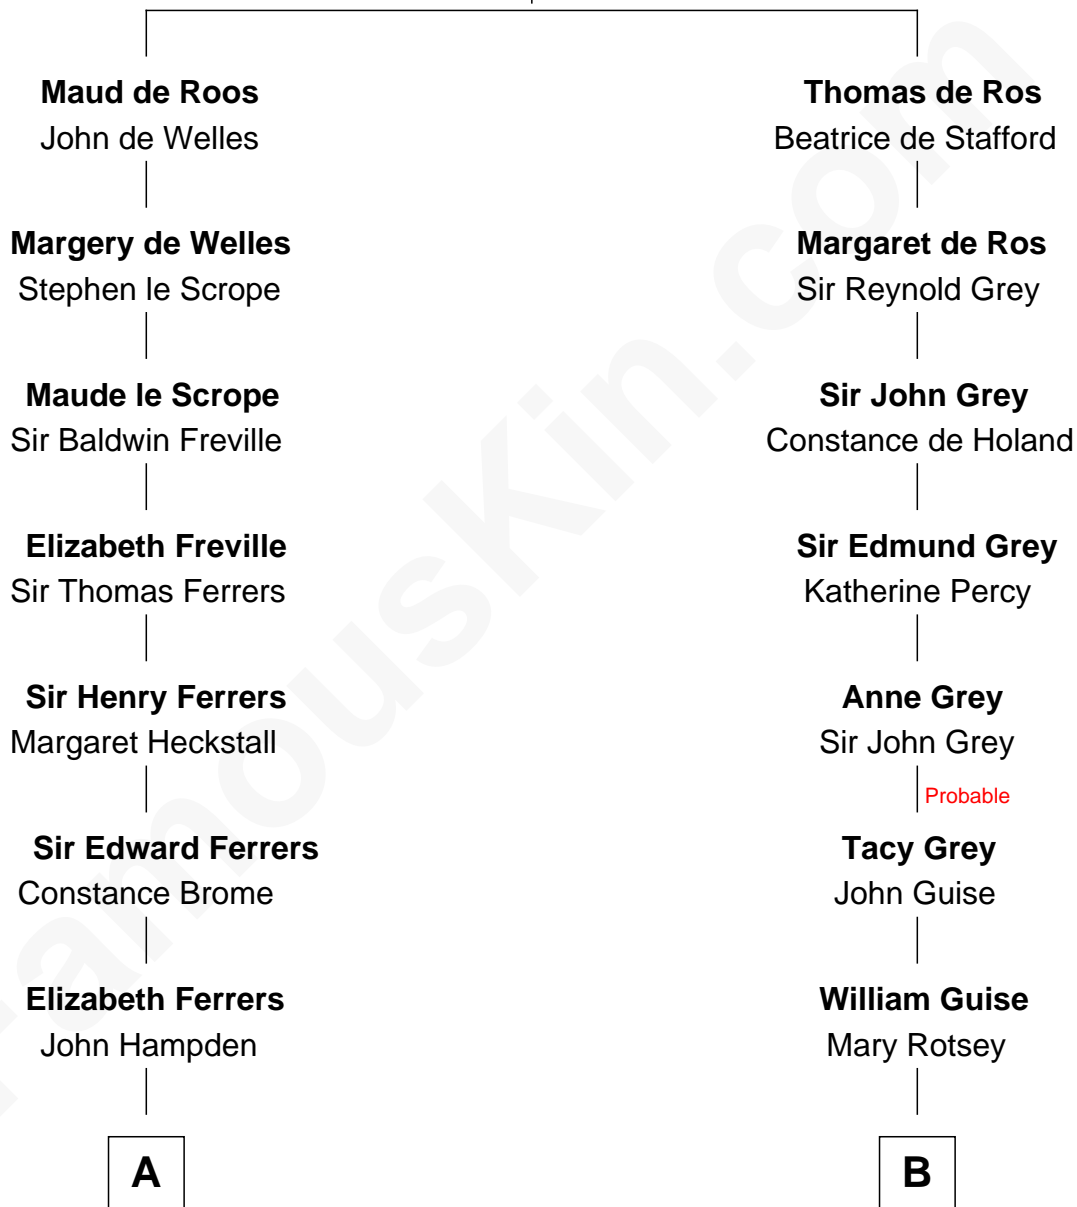 Maud de Roos
John de Welles
Thomas de Ros
Beatrice de Stafford
Margery de Welles
Stephen le Scrope
Margaret de Ros
Sir Reynold Grey
Maude le Scrope
Sir Baldwin Freville
Sir John Grey
Constance de Holand
Elizabeth Freville
Sir Thomas Ferrers
Sir Edmund Grey
Katherine Percy
Sir Henry Ferrers
Margaret Heckstall
Anne Grey
Sir John Grey
Probable
Sir Edward Ferrers
Constance Brome
Tacy Grey
John Guise
Elizabeth Ferrers
John Hampden
William Guise
Mary Rotsey
A
B
FamousKin.com